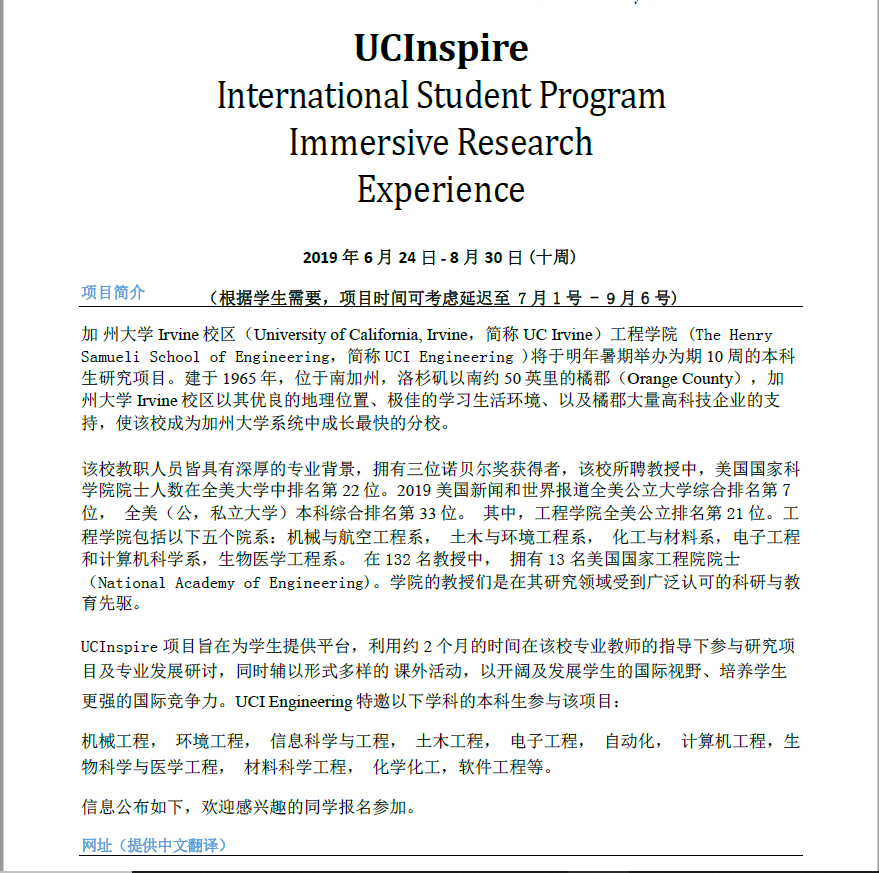 UCInspire
International Student Program
Immersive Research
Experience
2019 年 6 月 24 日 - 8 月 30 日 (十周)
项目简介
（根据学生需要，项目时间可考虑延迟至 7 月 1 号 － 9 月 6 号)
加 州大学 Irvine 校区（University of California, Irvine，简称 UC Irvine）工程学院 (The Henry
Samueli School of Engineering，简称 UCI Engineering )将于明年暑期举办为期 10 周的本科
生研究项目。建于 1965 年，位于南加州，洛杉矶以南约 50 英里的橘郡（Orange County），加
州大学 Irvine 校区以其优良的地理位置、极佳的学习生活环境、以及橘郡大量高科技企业的支
持，使该校成为加州大学系统中成长最快的分校。
该校教职人员皆具有深厚的专业背景，拥有三位诺贝尔奖获得者，该校所聘教授中，美国国家科
学院院士人数在全美大学中排名第 22 位。2019 美国新闻和世界报道全美公立大学综合排名第 7
位， 全美（公，私立大学）本科综合排名第 33 位。 其中，工程学院全美公立排名第 21 位。工
程学院包括以下五个院系：机械与航空工程系， 土木与环境工程系， 化工与材料系，电子工程
和计算机科学系，生物医学工程系。 在 132 名教授中， 拥有 13 名美国国家工程院院士
（National Academy of Engineering)。学院的教授们是在其研究领域受到广泛认可的科研与教
育先驱。
UCInspire 项目旨在为学生提供平台，利用约 2 个月的时间在该校专业教师的指导下参与研究项
目及专业发展研讨，同时辅以形式多样的 课外活动，以开阔及发展学生的国际视野、培养学生
更强的国际竞争力。UCI Engineering 特邀以下学科的本科生参与该项目：
机械工程， 环境工程， 信息科学与工程， 土木工程， 电子工程， 自动化， 计算机工程，生
物科学与医学工程， 材料科学工程， 化学化工，软件工程等。
信息公布如下，欢迎感兴趣的同学报名参加。
网址（提供中文翻译）